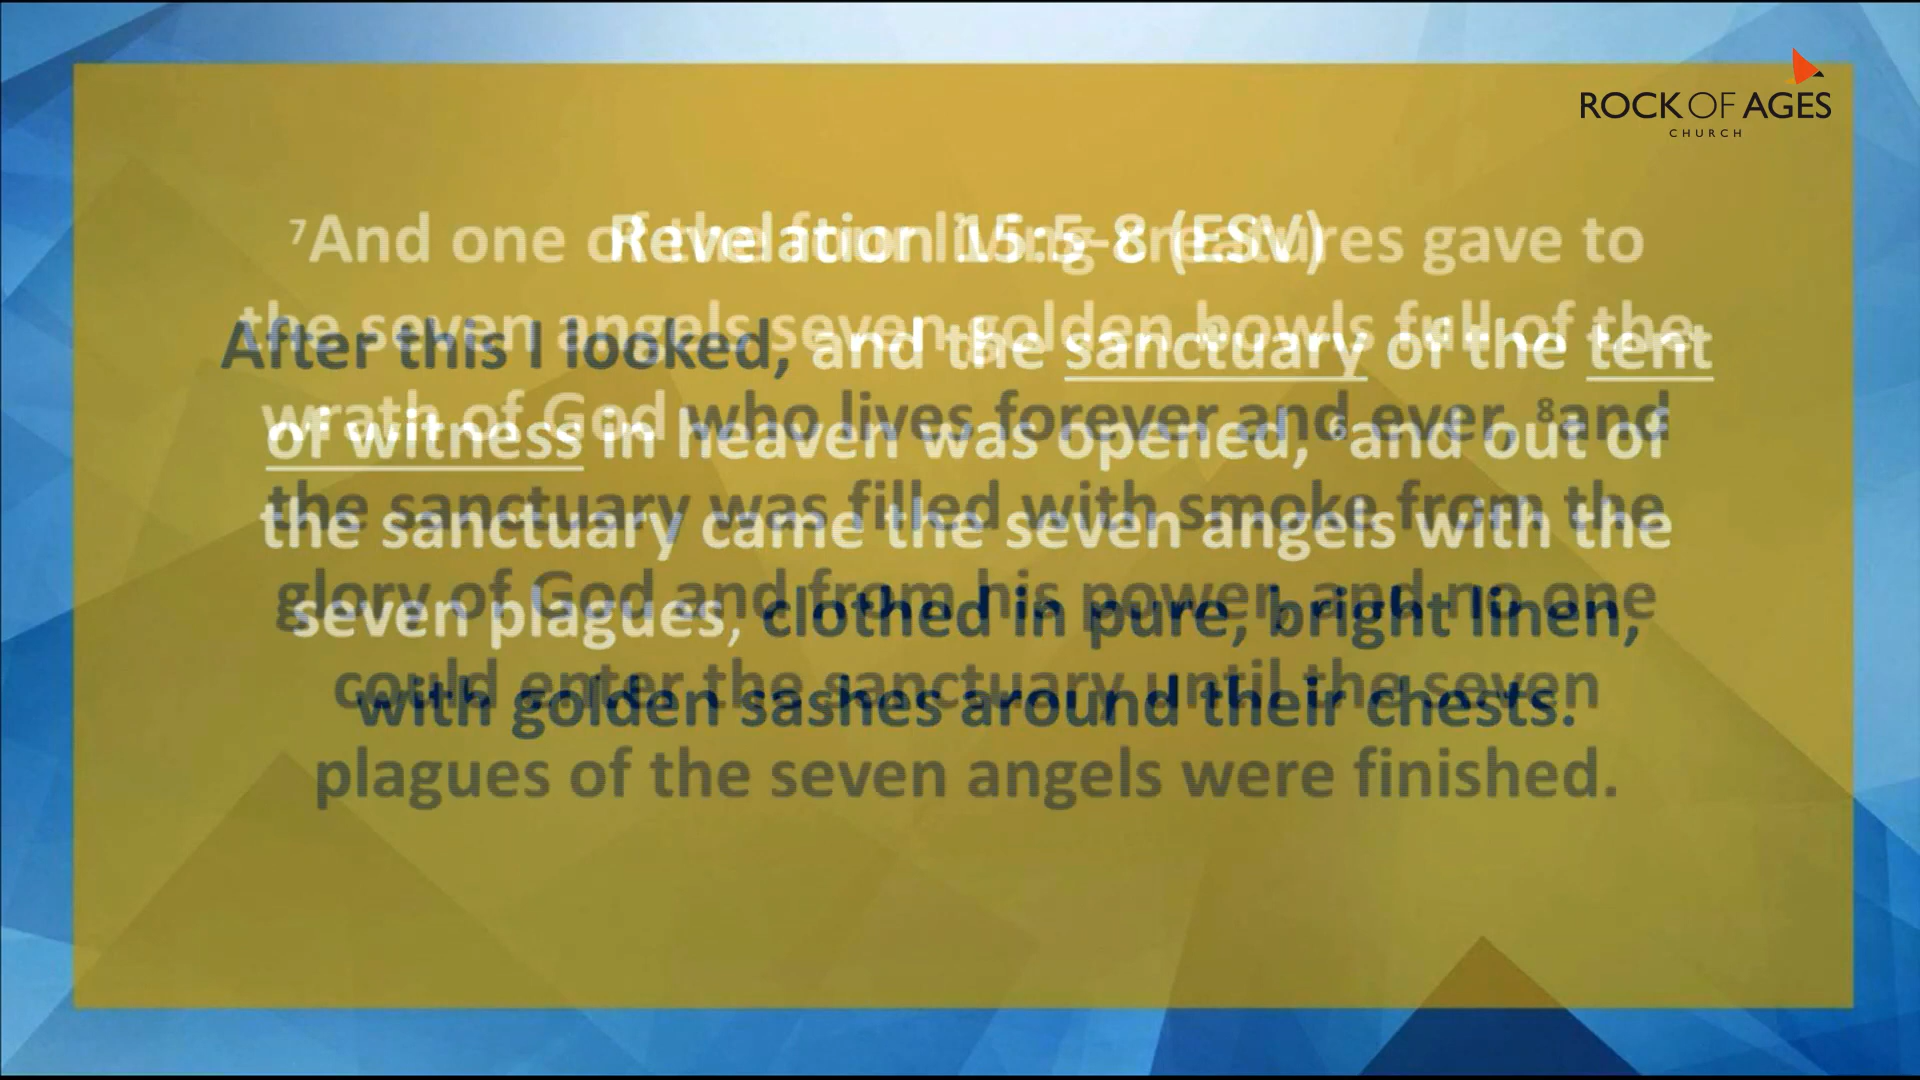 ROCK OF AGES
CHURCH
Revelation 15:5-8 (ESV)
After this I looked, and the sanctuary of the tent
of witness in heaven was opened, ⁶and out of
the sanctuary came the seven angels with the
seven plagues, clothed in pure, bright linen,
with golden sashes around their chests.
⁷And one of the four living creatures gave to
the seven angels seven golden bowls full of the
wrath of God who lives forever and ever, ⁸and
the sanctuary was filled with smoke from the
glory of God and from his power, and no one
could enter the sanctuary until the seven
plagues of the seven angels were finished.